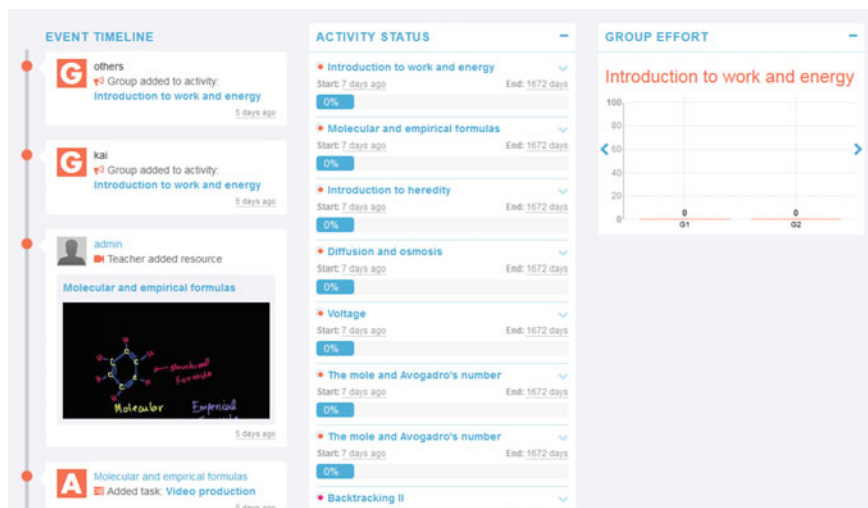 EVENT TIMELINE
G
others
Group added to activity:
Introduction to work and energy
5 days ago
G
kai
Group added to activity:
Introduction to work and energy
5 days ago
admin
Teacher added resource
Molecular and empirical formulas
structural
formula
Molecular
Empirical
5 days ago
A
Molecular and empirical formulas
Added task: Video production
5 days ago
ACTIVITY STATUS
Introduction to work and energy
Start: 7 days ago End: 1672 days
0%
Molecular and empirical formulas
Start: 7 days ago End: 1672 days
0%
Introduction to heredity
Start: 7 days ago End: 1672 days
0%
Diffusion and osmosis
Start: 7 days ago End: 1672 days
0%
Voltage
Start: 7 days ago End: 1672 days
0%
The mole and Avogadro's number
Start: 7 days ago End: 1672 days
0%
The mole and Avogadro's number
Start: 7 days ago End: 1672 days
0%
Backtracking II
GROUP EFFORT
Introduction to work and energy
100
80
60
40
20
0
0 0
G1 G2